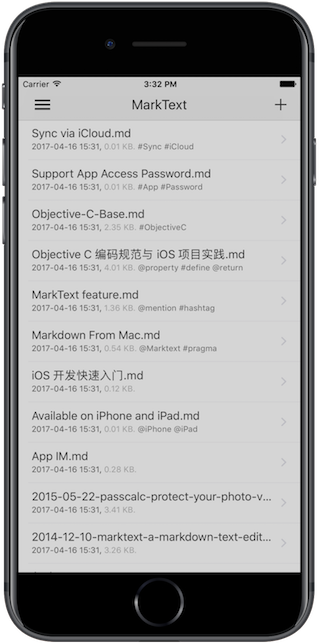 Carrier 3:32 PM
MarkText
Sync via iCloud.md
2017-04-16 15:31, 0.01 KB. #Sync #iCloud
Support App Access Password.md
2017-04-16 15:31, 0.01 KB. #App #Password
Objective-C-Base.md
2017-04-16 15:31, 2.35 KB. #ObjectiveC
Objective C 编码规范与 iOS 项目实践.md
2017-04-16 15:31, 4.01 KB. @property #define @return
MarkText feature.md
2017-04-16 15:31, 1.36 KB. @mention #hashtag
Markdown From Mac.md
2017-04-16 15:31, 0.54 KB. @Marktext #pragma
iOS 开发快速入门.md
2017-04-16 15:31, 0.12 KB.
Available on iPhone and iPad.md
2017-04-16 15:31, 0.01 KB. @iPhone @iPad
App IM.md
2017-04-16 15:31, 0.28 KB.
2015-05-22-passcalc-protect-your-photo-v...
2017-04-16 15:31, 3.41 KB.
2014-12-10-marktext-a-markdown-text-edit...
2017-04-16 15:31, 3.26 KB.